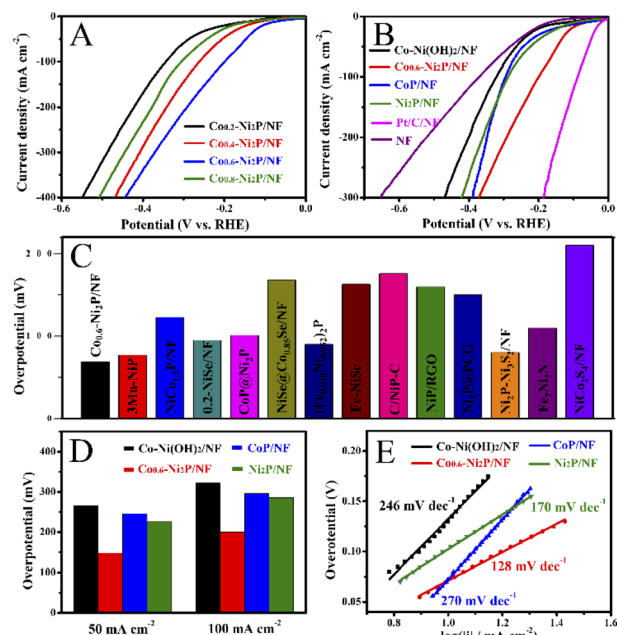 A
0
-100
-200
-300
-400
Current density (mA cm-2)
Co0.2-Ni2P/NF
Co0.4-Ni2P/NF
Co0.6-Ni2P/NF
Co0.8-Ni2P/NF
-0.6 -0.4 -0.2 0.0
Potential (V vs. RHE)
B
0
-100
-200
-300
Current density (mA cm-2)
Co-Ni(OH)2/NF
Co0.6-Ni2P/NF
CoP/NF
Ni2P/NF
Pt/C/NF
NF
-0.6 -0.4 -0.2 0.0
Potential (V vs. RHE)
C
200
100
0
Overpotential (mV)
Co0.6-Ni2P/NF
3Mn-NiP
0.2-NiSe/NF
CoP@Ni2P
NiSe@Co0.85Se/NF
Fe-NiSe
C/NiP-C
NiP/RGO
Ni2P-Ni3S2/NF
Fe2Ni2N
NiCo2S4/NF
D
400
300
250
200
150
100
50
0
Overpotential (mV)
Co-Ni(OH)2/NF
Co0.6-Ni2P/NF
CoP/NF
Ni2P/NF
50 mA cm-2 100 mA cm-2
E
0.20
0.15
0.10
0.05
Overotential (V)
Co-Ni(OH)2/NF
Co0.6-Ni2P/NF
CoP/NF
Ni2P/NF
246 mV dec-1
170 mV dec-1
128 mV dec-1
270 mV dec-1
0.8 1.0 1.2 1.4 1.6